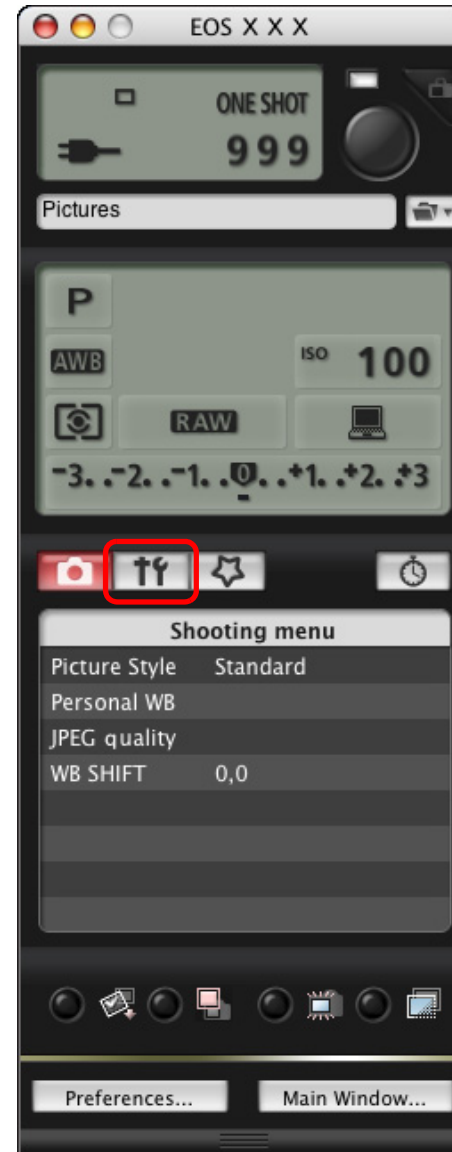 EOS X X X
ONE SHOT
999
Pictures
P
AWB
ISO 100
RAW
-3. .-2. .-1. .0. .+1. .+2. .+3
Shooting menu
Picture Style Standard
Personal WB
JPEG quality
WB SHIFT 0,0
Preferences... Main Window...